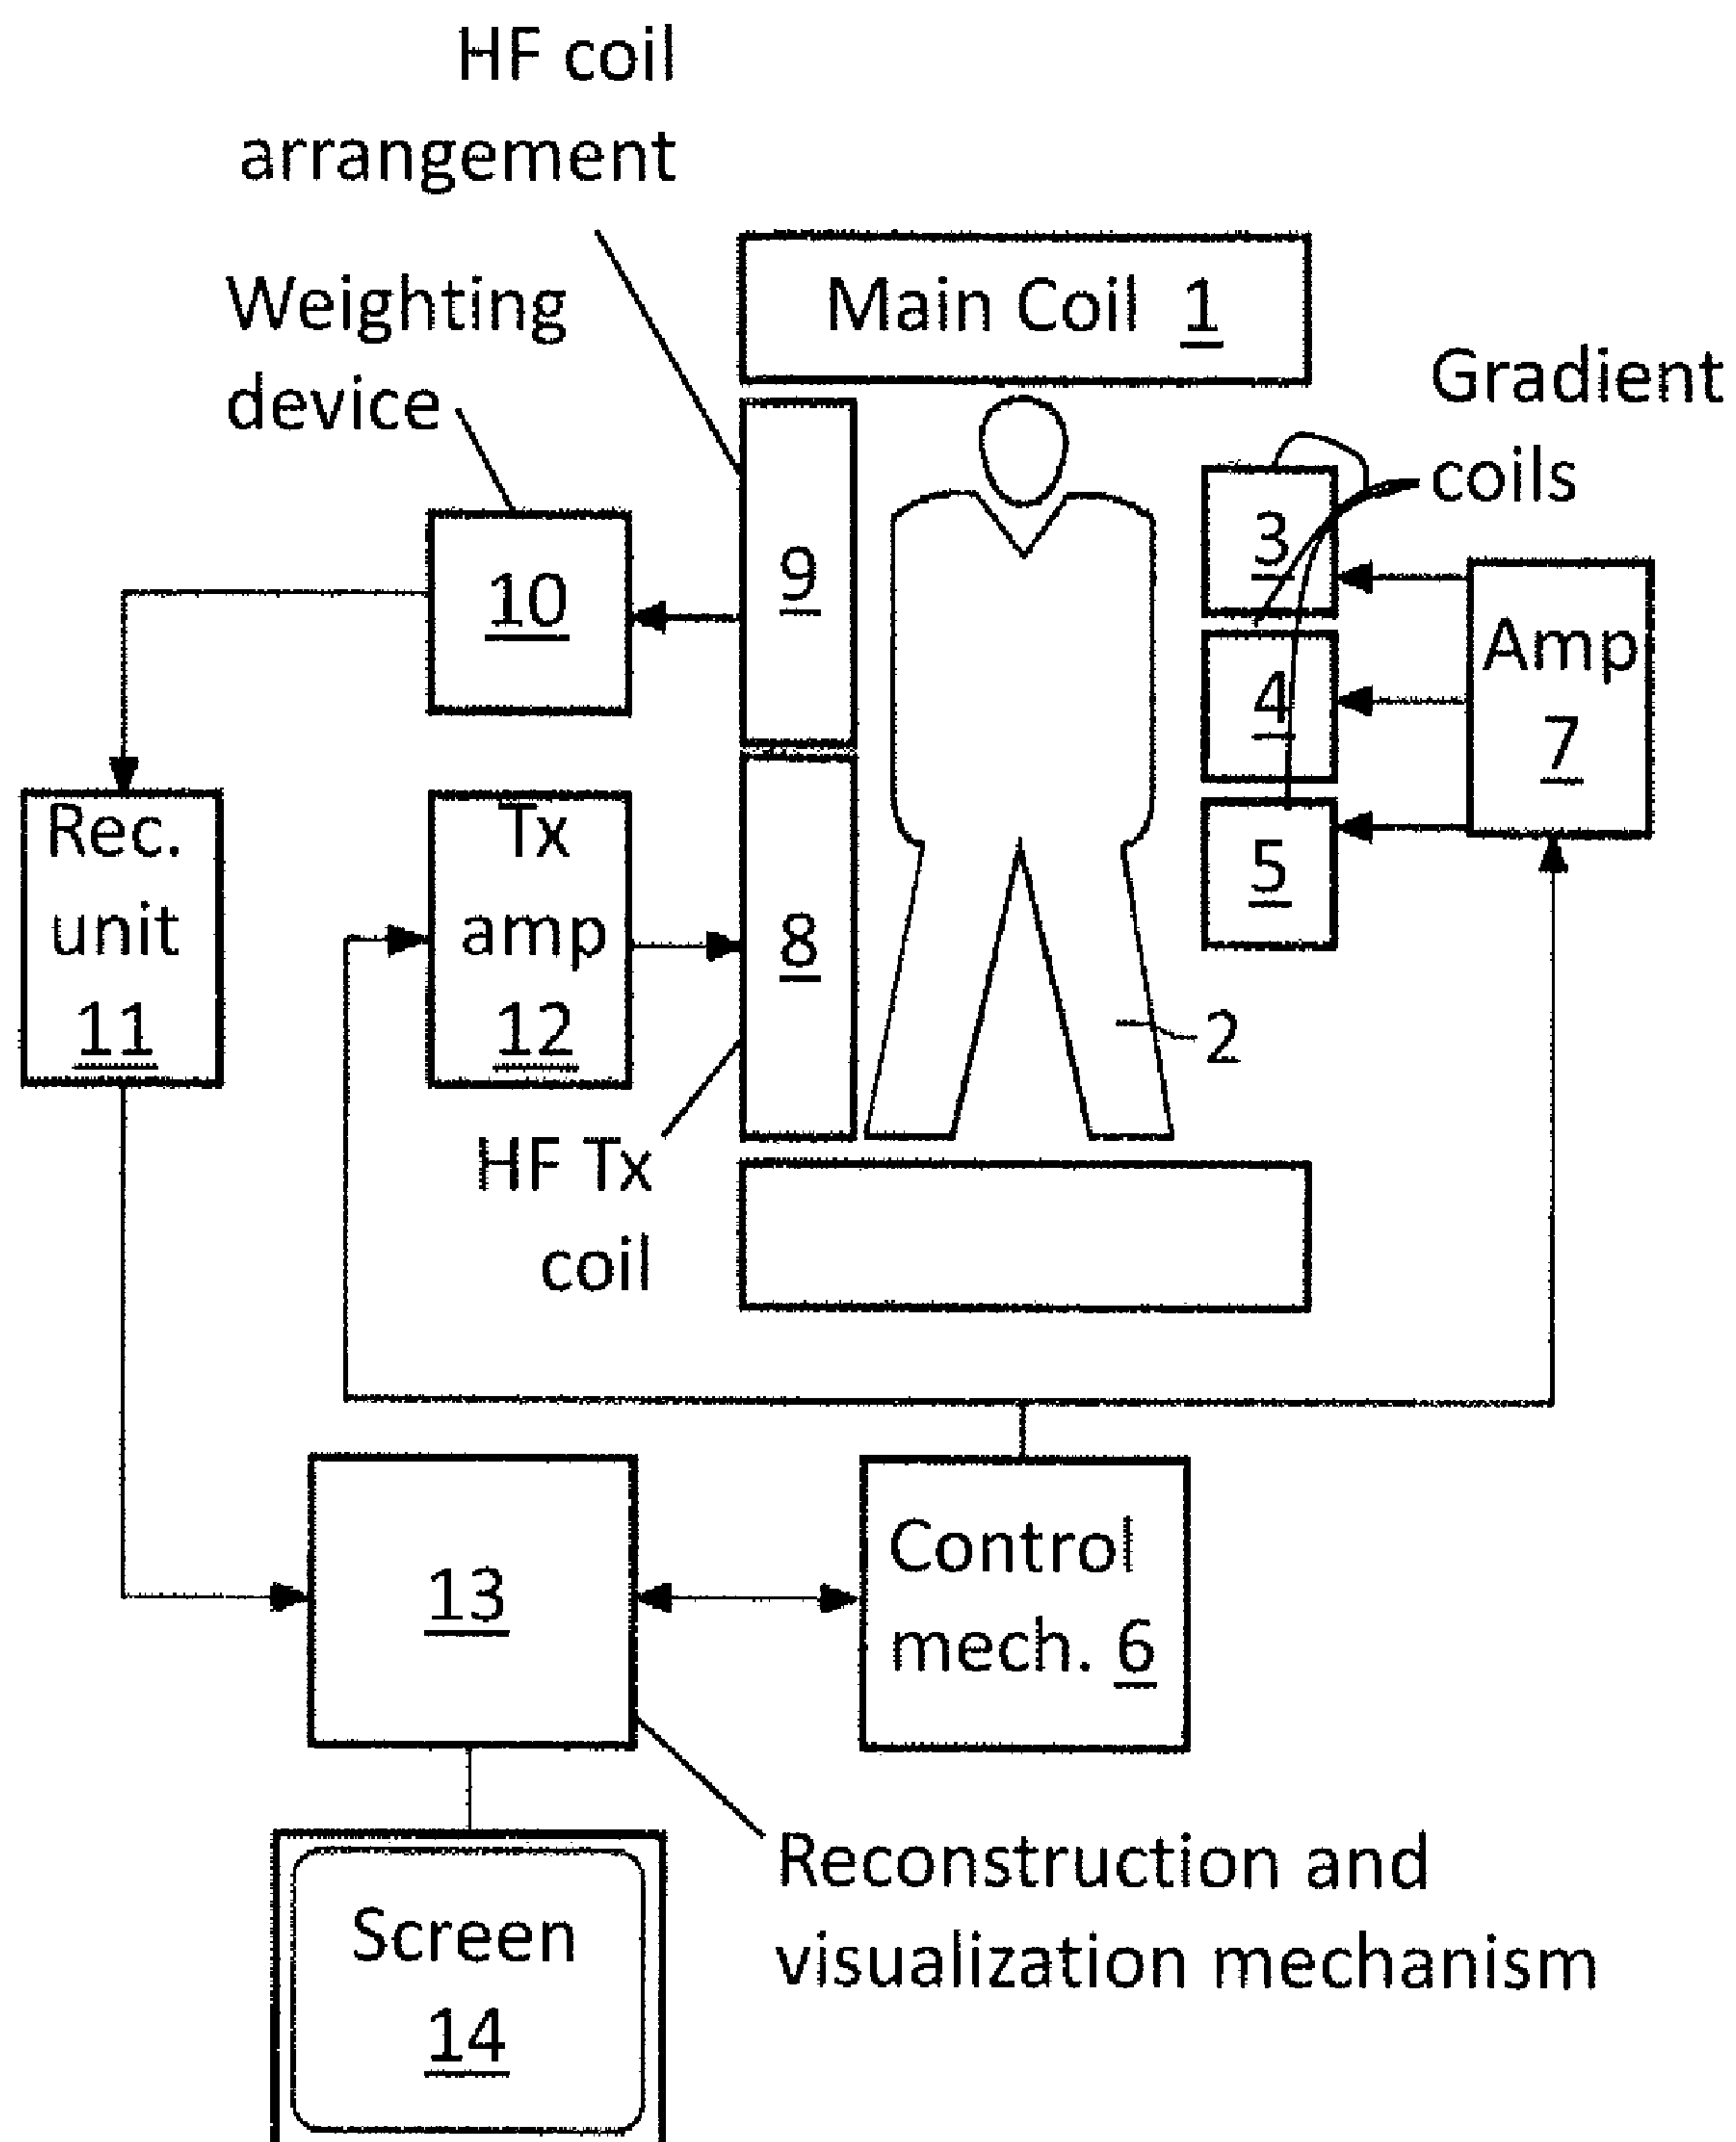 HF coil
arrangement
Main Coil 1
Weighting
device
Gradient
coils
3
9
10
Amp
7
4
Rec.
unit
11
Tx
amp
12
5
8
2
HF Tx
coil
13
Control
mech. 6
Reconstruction and
visualization mechanism
Screen
14